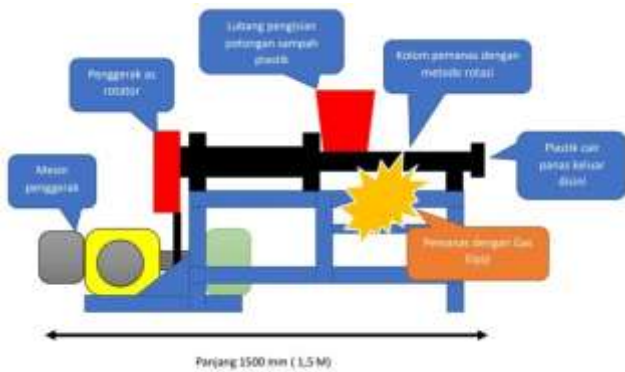 Lubang pengisian
potongan sampah
plastik
Kolom pemanas dengan
metode rotasi
Penggerak as
rotator
Plastik cair
panas keluar
disini
Mesin
penggerak
Pemanas dengan Gas
Panjang 1500 mm ( 1,5 M)